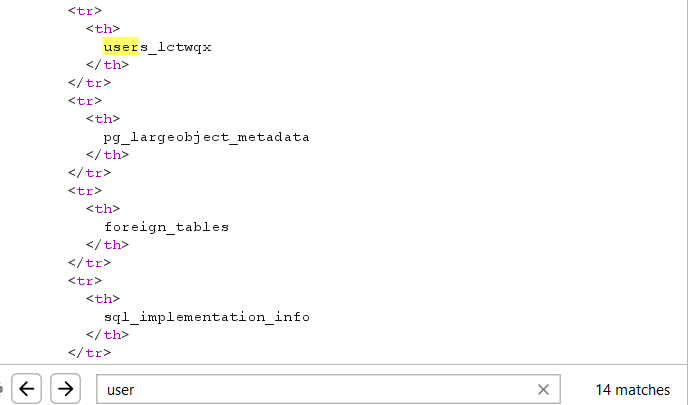 <tr>
<th>
users_lctwqx
</th>
</tr>
<tr>
<th>
pg_largeobject_metadata
</th>
</tr>
<tr>
<th>
foreign_tables
</th>
</tr>
<tr>
<th>
sql_implementation_info
</th>
</tr>
user
14 matches